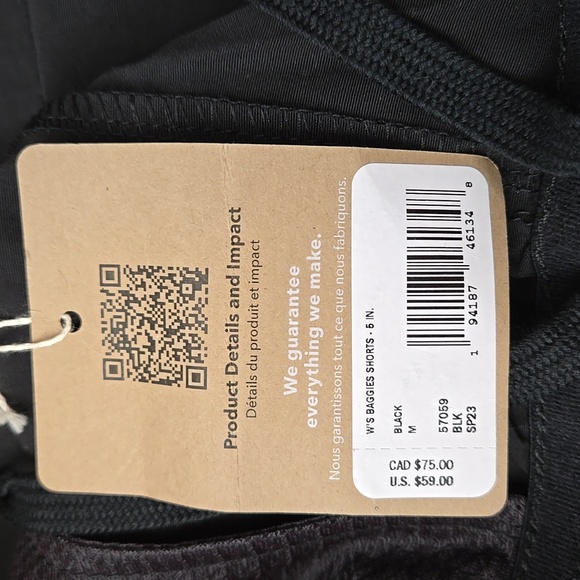 Product Details and Impact
Détails du produit et impact
We guarantee
everything we make.
Nous garantissons tout ce que nous fabriquons.
W'S BAGGIES SHORTS - 5 IN.
BLACK
M
57059
BLK
SP23
1 94187 46134 8
CAD $75.00
U.S. $59.00